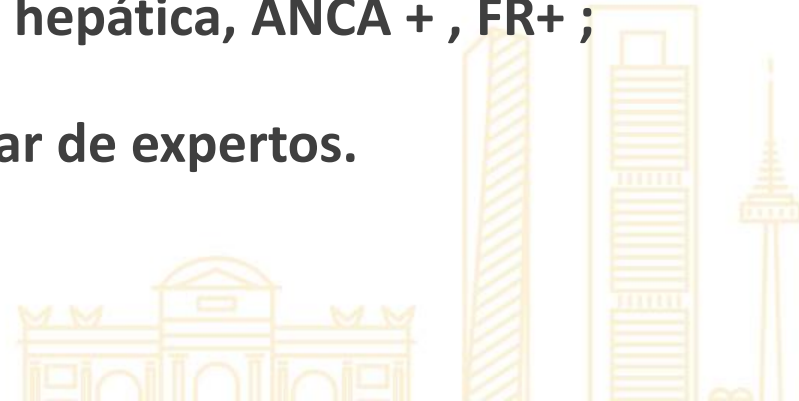 hepática, ANCA + , FR+ ;
ar de expertos.